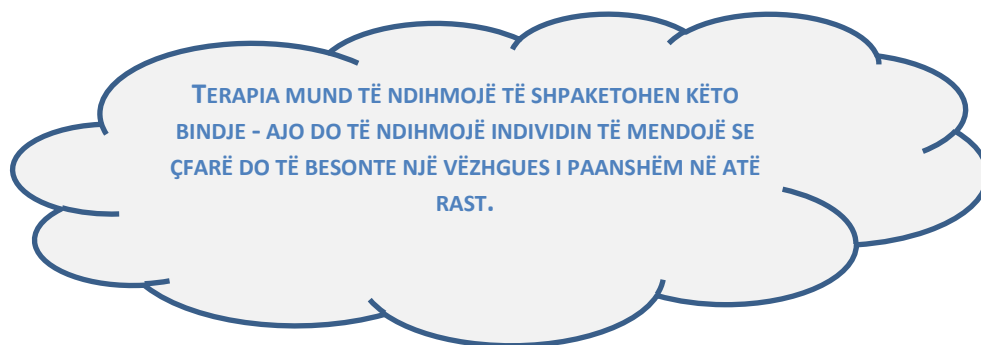 TERAPIA MUND TË NDIHMOJË TË SHPAKETOHEN KËTO
BINDJE - AJO DO TË NDIHMOJË INDIVIDIN TË MENDOJË SE
ÇFARË DO TË BESONTE NJË VËZHGUES I PAANSHËM NË ATË
RAST.